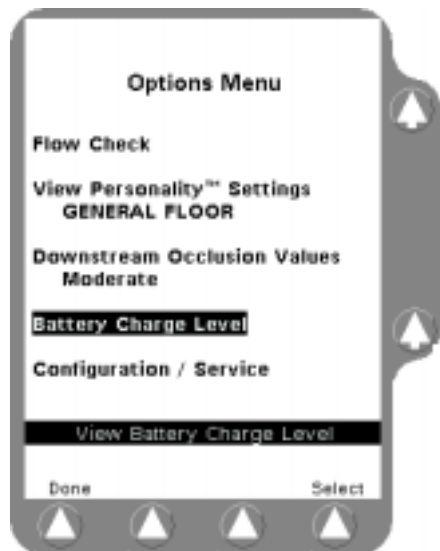 Options Menu
Flow Check
View Personality™ Settings
GENERAL FLOOR
Downstream Occlusion Values
Moderate
Battery Charge Level
Configuration / Service
View Battery Charge Level
Done Select